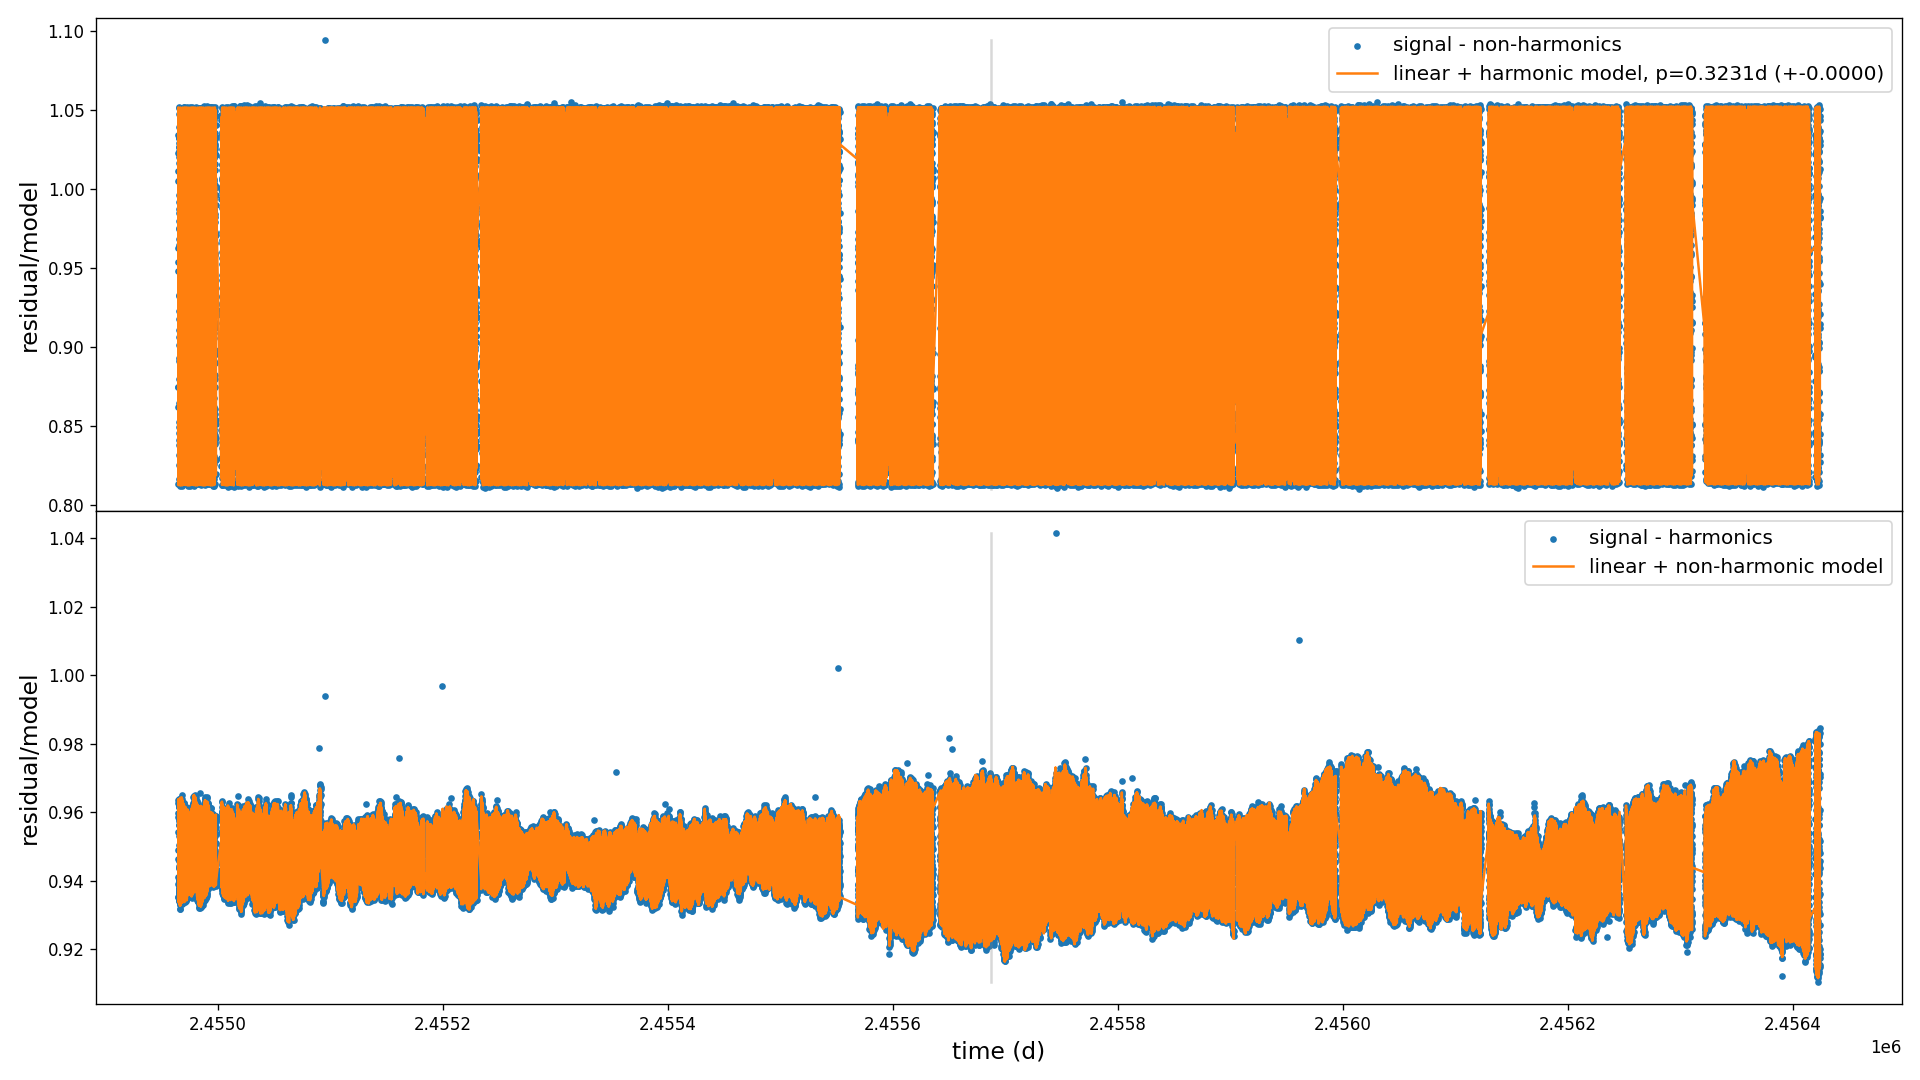 signal - non-harmonics
linear + harmonic model, p=0.3231d (+-0.0000)
residual/model
1.10
1.05
1.00
0.95
0.90
0.85
0.80
signal - harmonics
linear + non-harmonic model
residual/model
1.04
1.02
1.00
0.98
0.96
0.94
0.92
2.4550 2.4552 2.4554 2.4556 2.4558 2.4560 2.4562 2.4564
time (d)
1e6